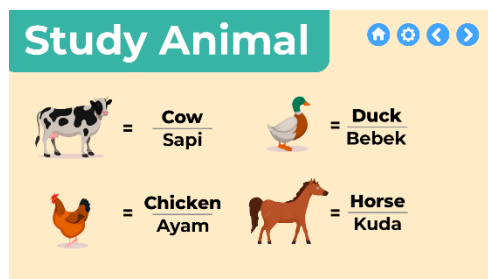 Study Animal
= Cow
Sapi
= Duck
Bebek
= Chicken
Ayam
= Horse
Kuda